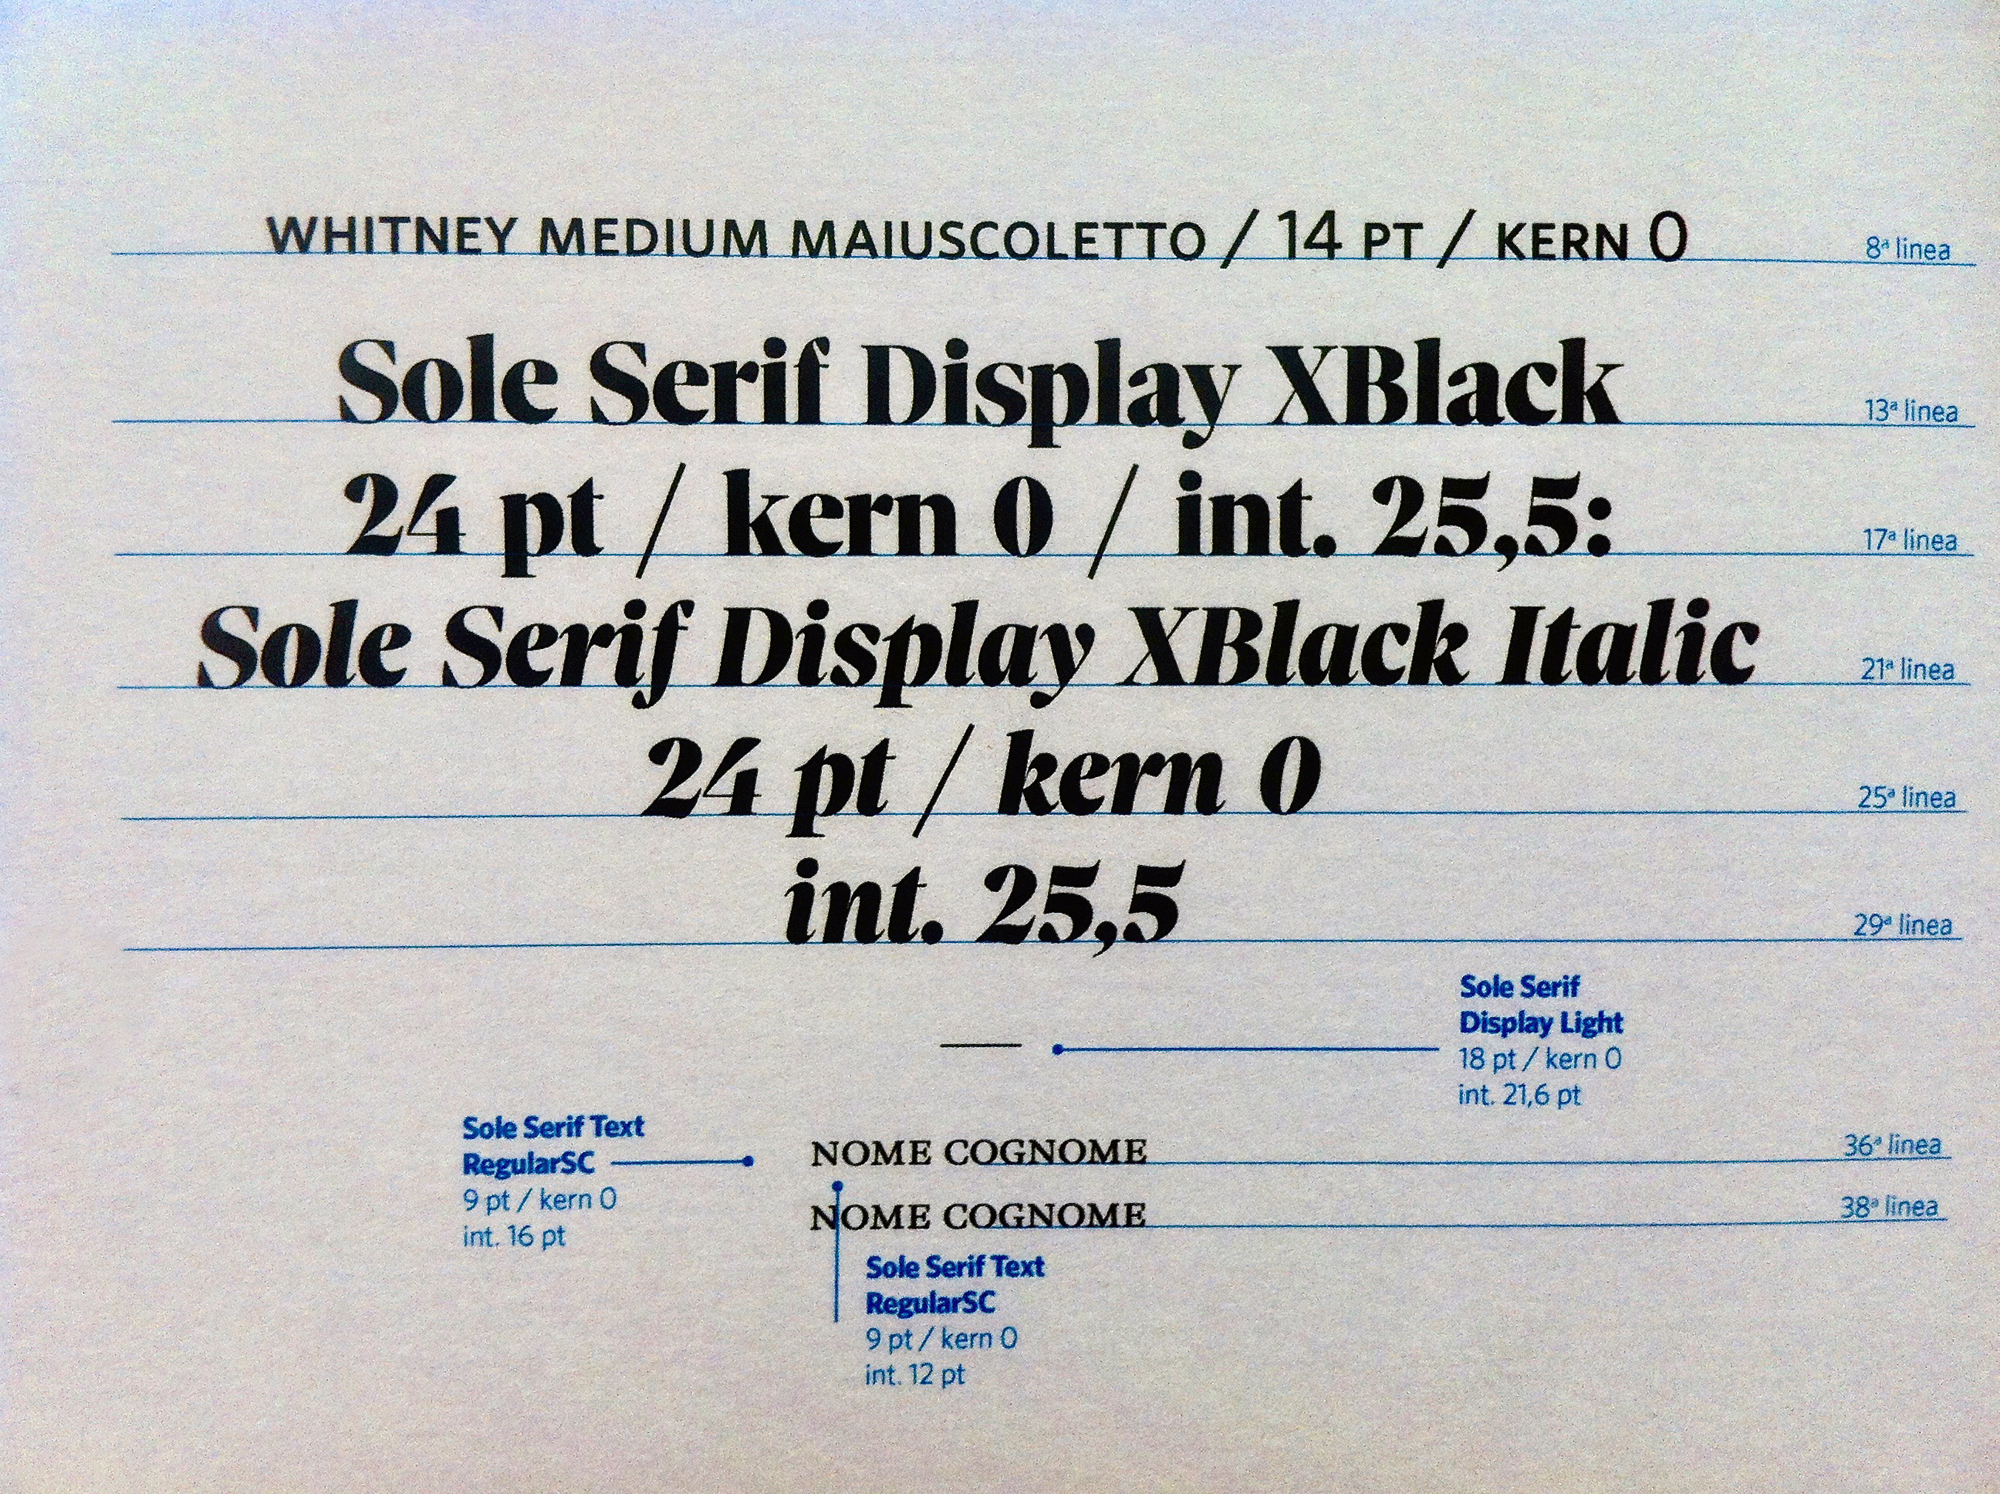 WHITNEY MEDIUM MAIUSCOLETTO / 14 PT / KERN 0
8ª linea
Sole Serif Display XBlack
13ª linea
24 pt / kern 0 / int. 25,5:
17ª linea
Sole Serif Display XBlack Italic
21ª linea
24 pt / kern 0
25ª linea
int. 25,5
29ª linea
Sole Serif
Display Light
18 pt / kern 0
int. 21,6 pt
Sole Serif Text
RegularSC
9 pt / kern 0
int. 16 pt
NOME COGNOME
36ª linea
NOME COGNOME
38ª linea
Sole Serif Text
RegularSC
9 pt / kern 0
int. 12 pt